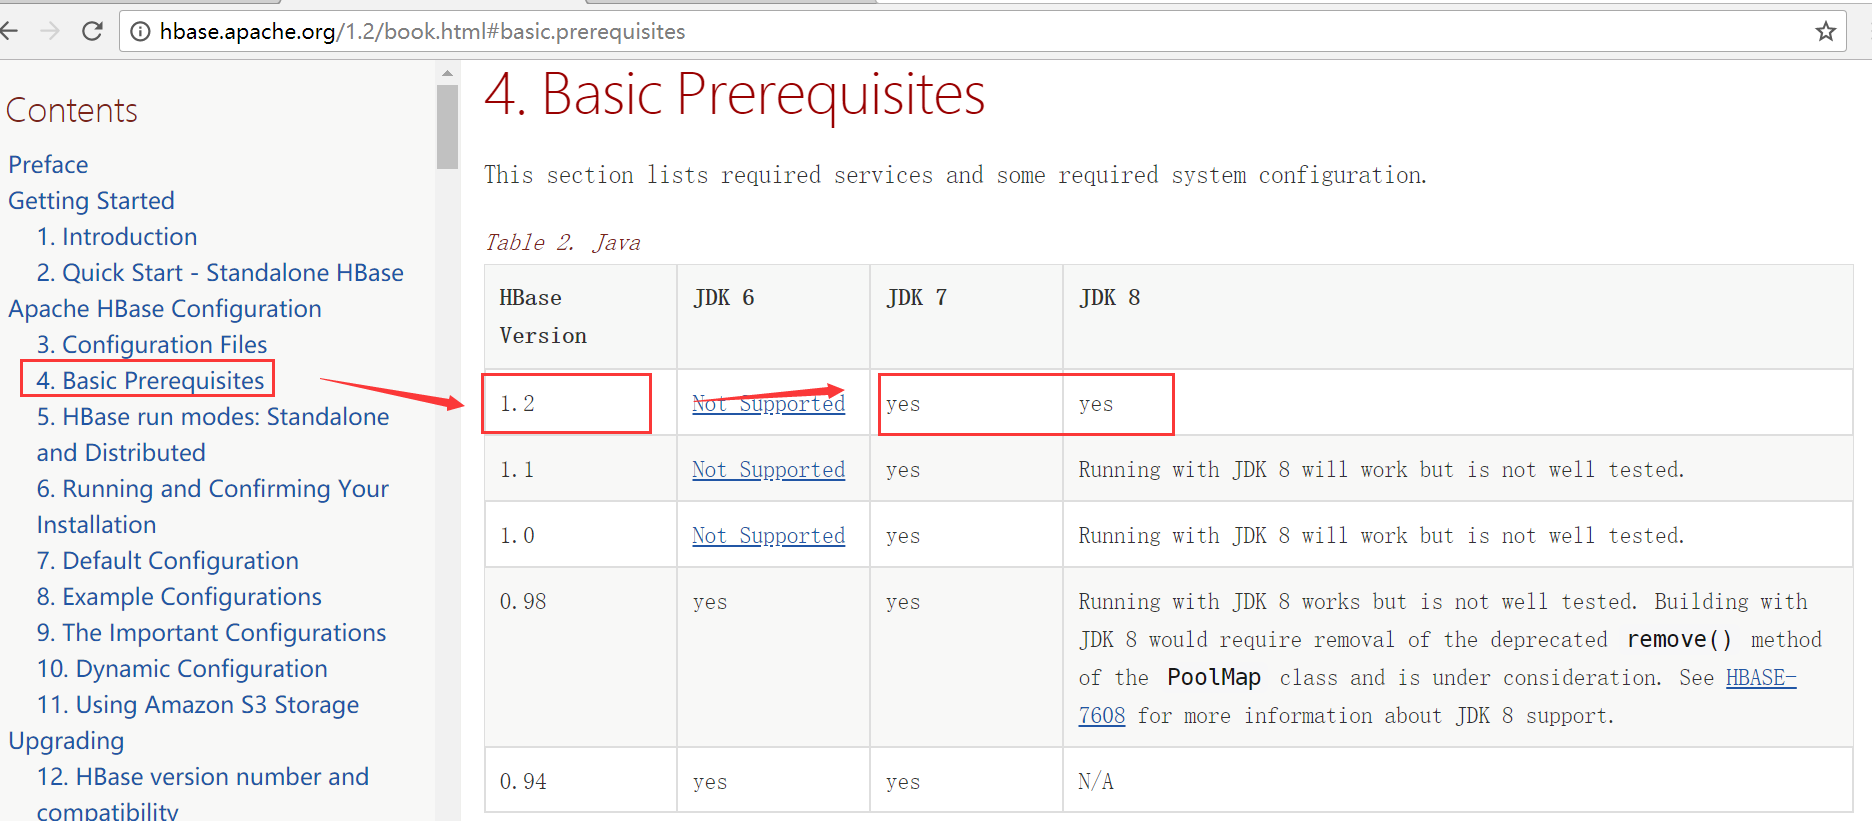 hbase.apache.org/1.2/book.html#basic.prerequisites
Contents
Preface
Getting Started
1. Introduction
2. Quick Start - Standalone HBase
Apache HBase Configuration
3. Configuration Files
4. Basic Prerequisites
5. HBase run modes: Standalone
and Distributed
6. Running and Confirming Your
Installation
7. Default Configuration
8. Example Configurations
9. The Important Configurations
10. Dynamic Configuration
11. Using Amazon S3 Storage
Upgrading
12. HBase version number and
compatibility
4. Basic Prerequisites
This section lists required services and some required system configuration.
Table 2. Java
HBase
Version
JDK 6
JDK 7
JDK 8
1.2
Not Supported
yes
yes
1.1
Not Supported
yes
Running with JDK 8 will work but is not well tested.
1.0
Not Supported
yes
Running with JDK 8 will work but is not well tested.
0.98
yes
yes
Running with JDK 8 works but is not well tested. Building with
JDK 8 would require removal of the deprecated remove() method
of the PoolMap class and is under consideration. See HBASE-
7608 for more information about JDK 8 support.
0.94
yes
yes
N/A